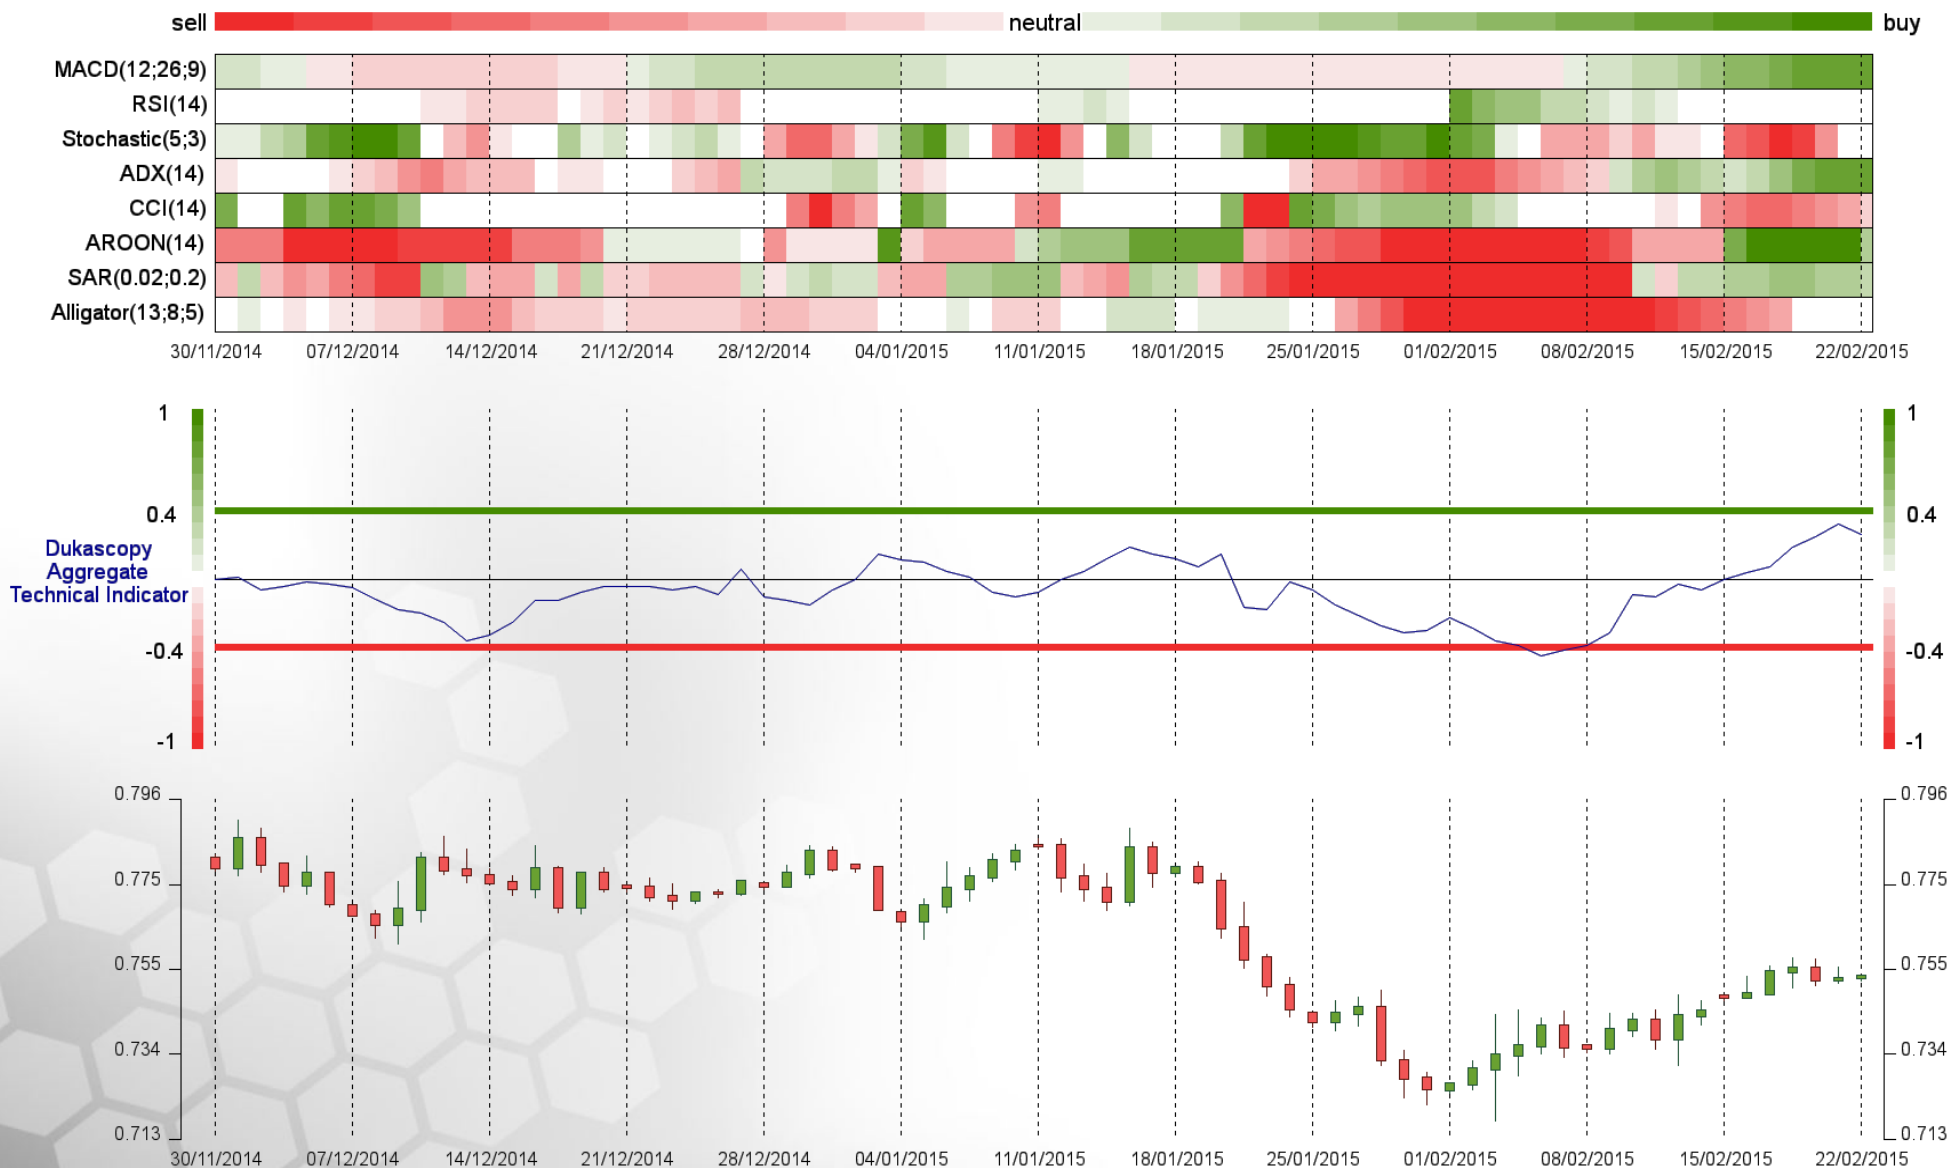 sell neutral buy
MACD(12;26;9)
RSI(14)
Stochastic(5;3)
ADX(14)
CCI(14)
AROON(14)
SAR(0.02;0.2)
Alligator(13;8;5)
30/11/2014 07/12/2014 14/12/2014 21/12/2014 28/12/2014 04/01/2015 11/01/2015 18/01/2015 25/01/2015 01/02/2015 08/02/2015 15/02/2015 22/02/2015
1 1
0.4 0.4
Dukascopy
Aggregate
Technical Indicator
-0.4 -0.4
-1 -1
0.796 0.796
0.775 0.775
0.755 0.755
0.734 0.734
0.713 0.713
30/11/2014 07/12/2014 14/12/2014 21/12/2014 28/12/2014 04/01/2015 11/01/2015 18/01/2015 25/01/2015 01/02/2015 08/02/2015 15/02/2015 22/02/2015